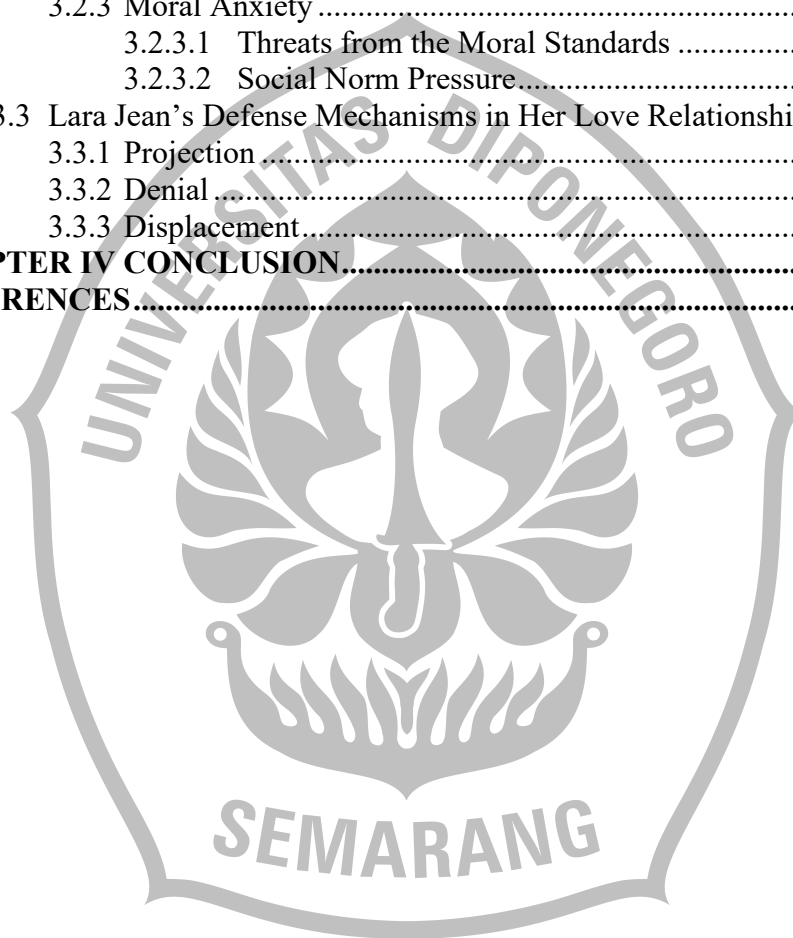 3.2.3 Moral Anxiety ..............................................................
3.2.3.1 Threats from the Moral Standards ...............
3.2.3.2 Social Norm Pressure...................................
3.3 Lara Jean’s Defense Mechanisms in Her Love Relationshi
3.3.1 Projection ....................................................................
3.3.2 Denial ..........................................................................
3.3.3 Displacement...............................................................
PTER IV CONCLUSION.........................................................
RENCES...................................................................................
UNIVERSITAS DIPONEGORO
SEMARANG